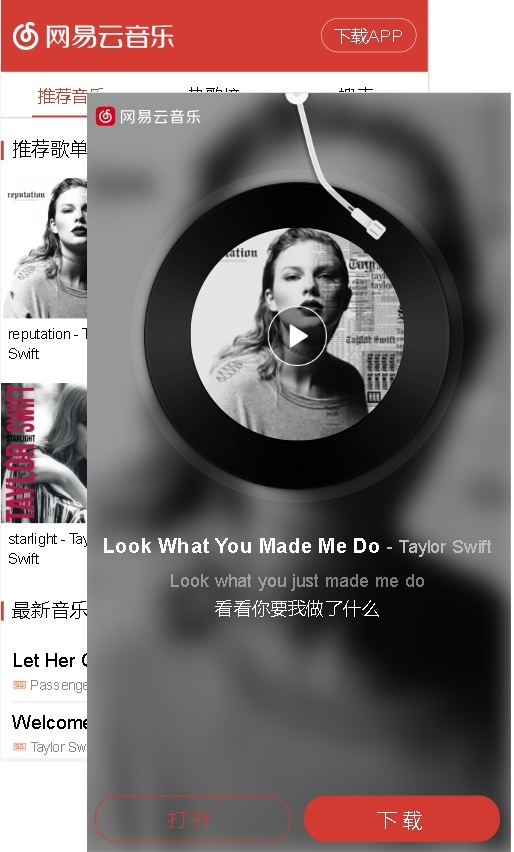 网易云音乐
下载APP
推荐音乐
热歌榜
搜索
推荐歌单
reputation
reputation - T
Swift
TAYLOR SWIFT
STARLIGHT
starlight - Tay
Swift
最新音乐
Let Her
Passenge
Welcome
Taylor Sw
网易云音乐
Taylor Swift
Look What You Made Me Do - Taylor Swift
Look what you just made me do
看看你要我做了什么
打开
下载